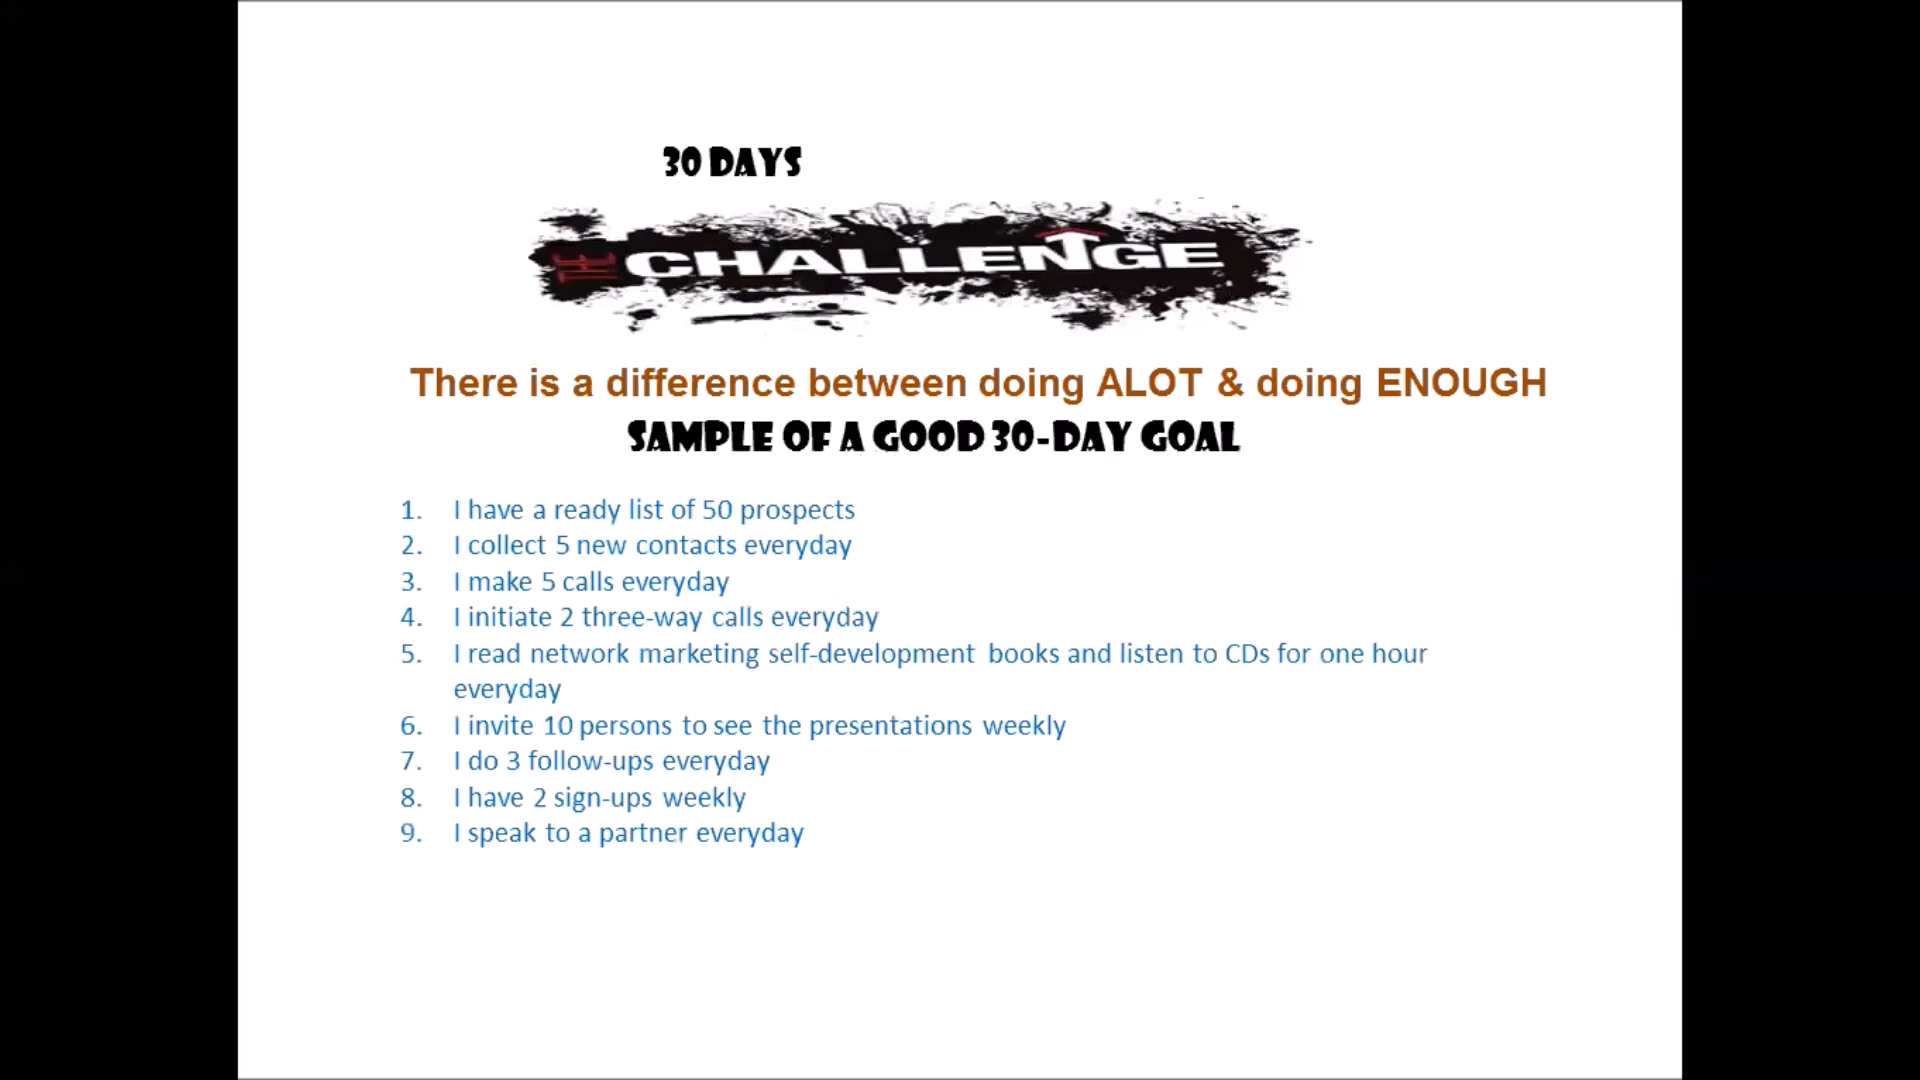 30 DAYS
THE CHALLENGE
There is a difference between doing ALOT & doing ENOUGH
SAMPLE OF A GOOD 30-DAY GOAL
1. I have a ready list of 50 prospects
2. I collect 5 new contacts everyday
3. I make 5 calls everyday
4. I initiate 2 three-way calls everyday
5. I read network marketing self-development books and listen to CDs for one hour
everyday
6. I invite 10 persons to see the presentations weekly
7. I do 3 follow-ups everyday
8. I have 2 sign-ups weekly
9. I speak to a partner everyday